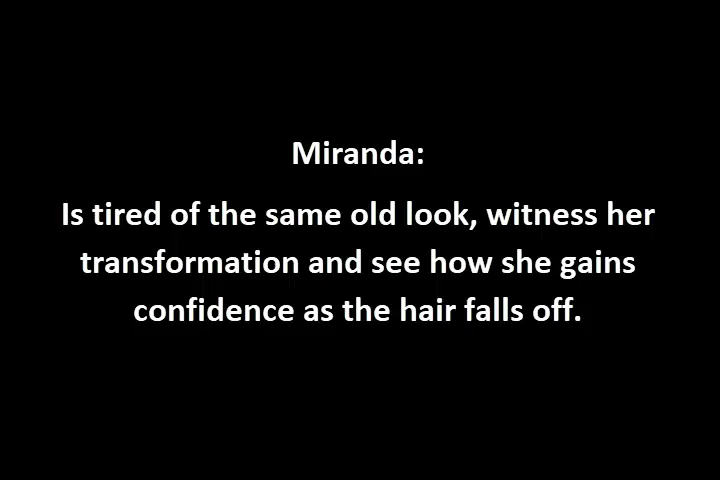 Miranda:
Is tired of the same old look, witness her
transformation and see how she gains
confidence as the hair falls off.